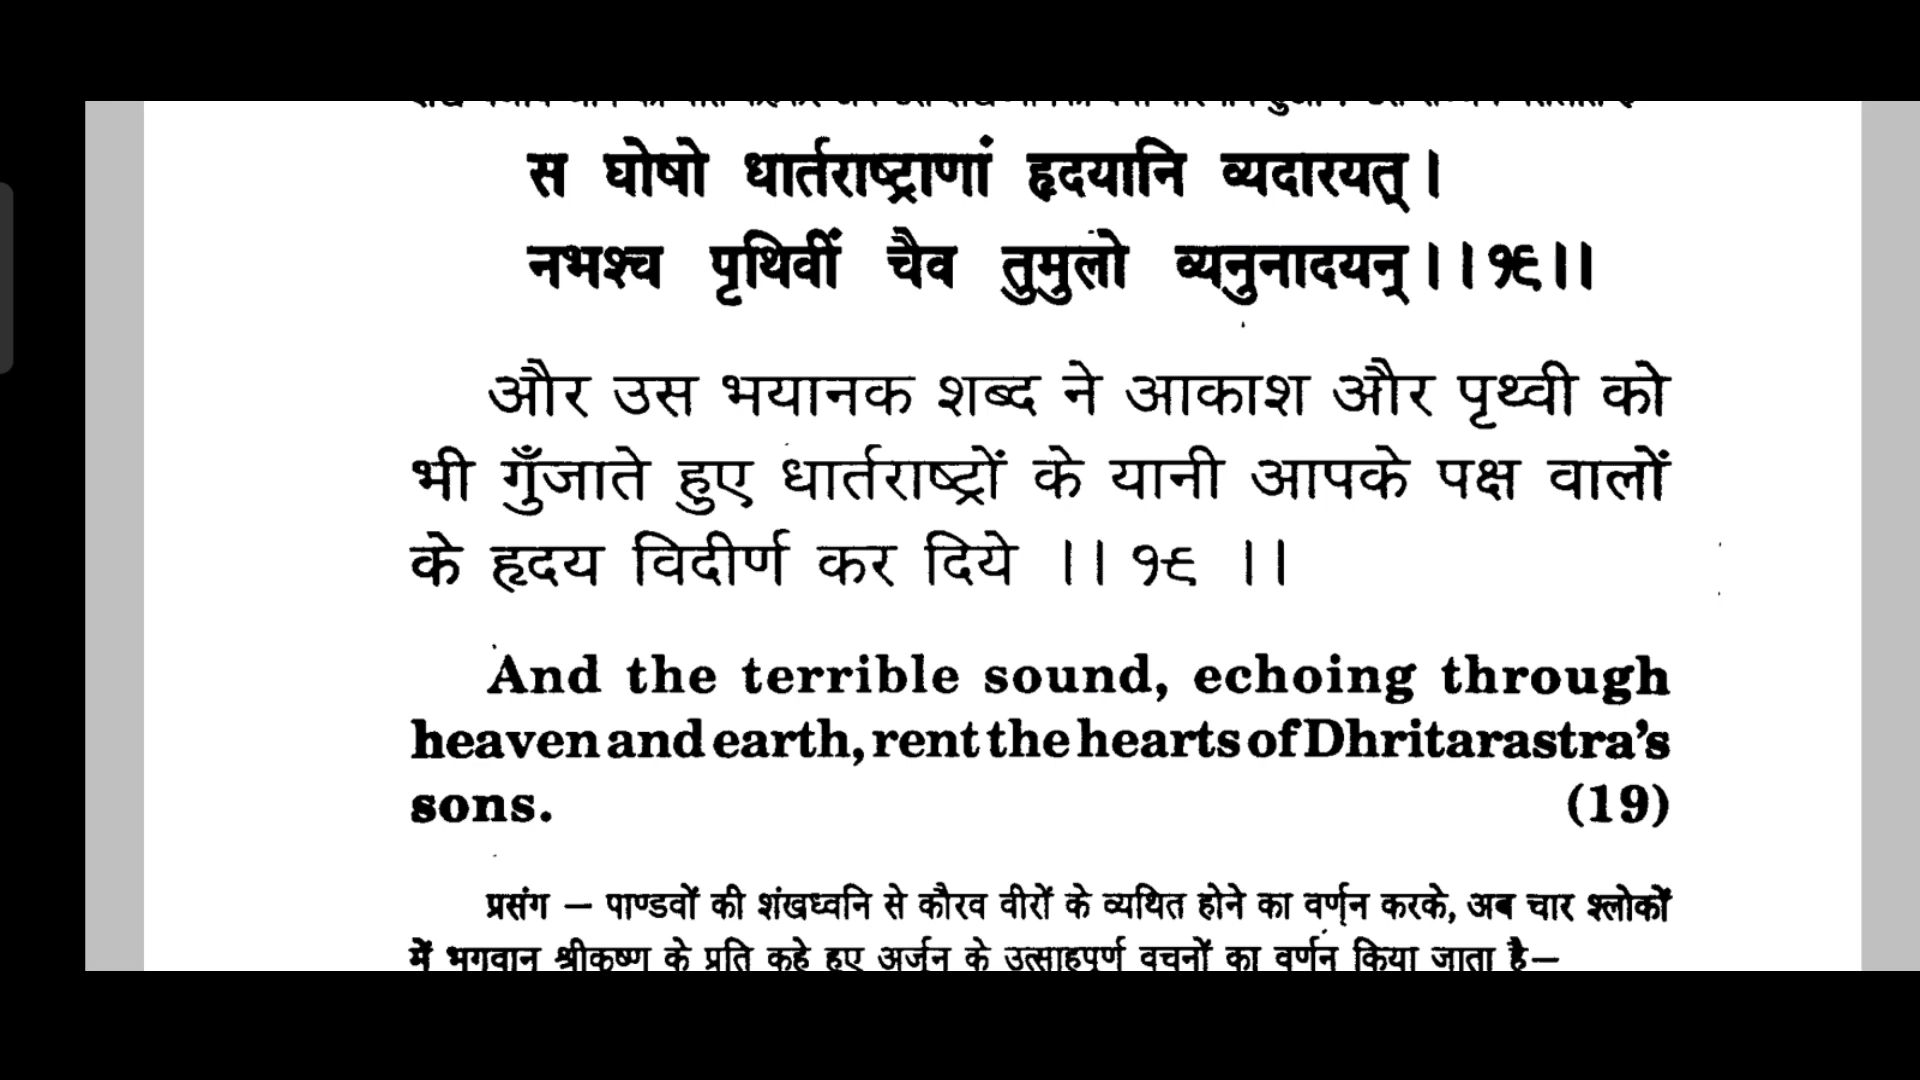 स घोषो धार्तराष्ट्राणां हृदयानि व्यदारयत् ।
नभश्च पृथिवीं चैव तुमुलो व्यनुनादयन् ।।१९।।
और उस भयानक शब्द ने आकाश और पृथ्वी को
भी गुँजाते हुए धार्तराष्ट्रों के यानी आपके पक्ष वालों
के हृदय विदीर्ण कर दिये ।। १९ ।।
And the terrible sound, echoing through
heaven and earth, rent the hearts of Dhritarastra's
sons. (19)
प्रसंग – पाण्डवों की शंखध्वनि से कौरव वीरों के व्यथित होने का वर्णन करके, अब चार श्लोकों
में भगवान श्रीकृष्ण के प्रति कहे हुए अर्जुन के उत्साहपूर्ण वचनों का वर्णन किया जाता है–